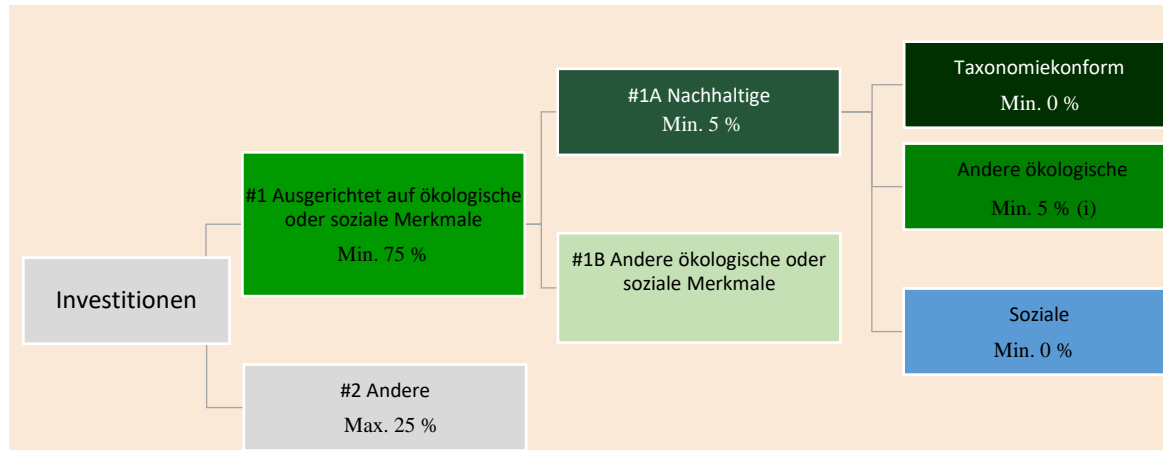 Investitionen
#1 Ausgerichtet auf ökologische
oder soziale Merkmale
Min. 75 %
#2 Andere
Max. 25 %
#1A Nachhaltige
Min. 5 %
#1B Andere ökologische oder
soziale Merkmale
Taxonomiekonform
Min. 0 %
Andere ökologische
Min. 5 % (i)
Soziale
Min. 0 %